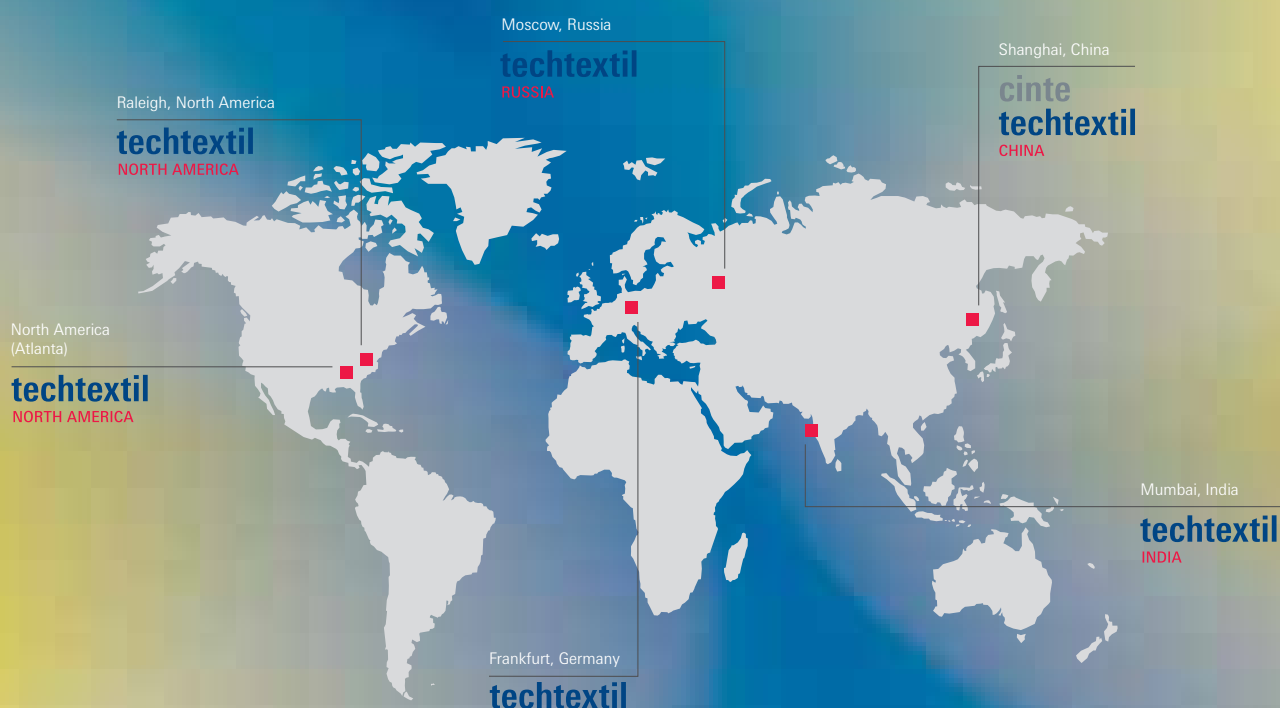 Moscow, Russia
techtextil
RUSSIA
Shanghai, China
cinte
techtextil
CHINA
Raleigh, North America
techtextil
NORTH AMERICA
North America
(Atlanta)
techtextil
NORTH AMERICA
Mumbai, India
techtextil
INDIA
Frankfurt, Germany
techtextil